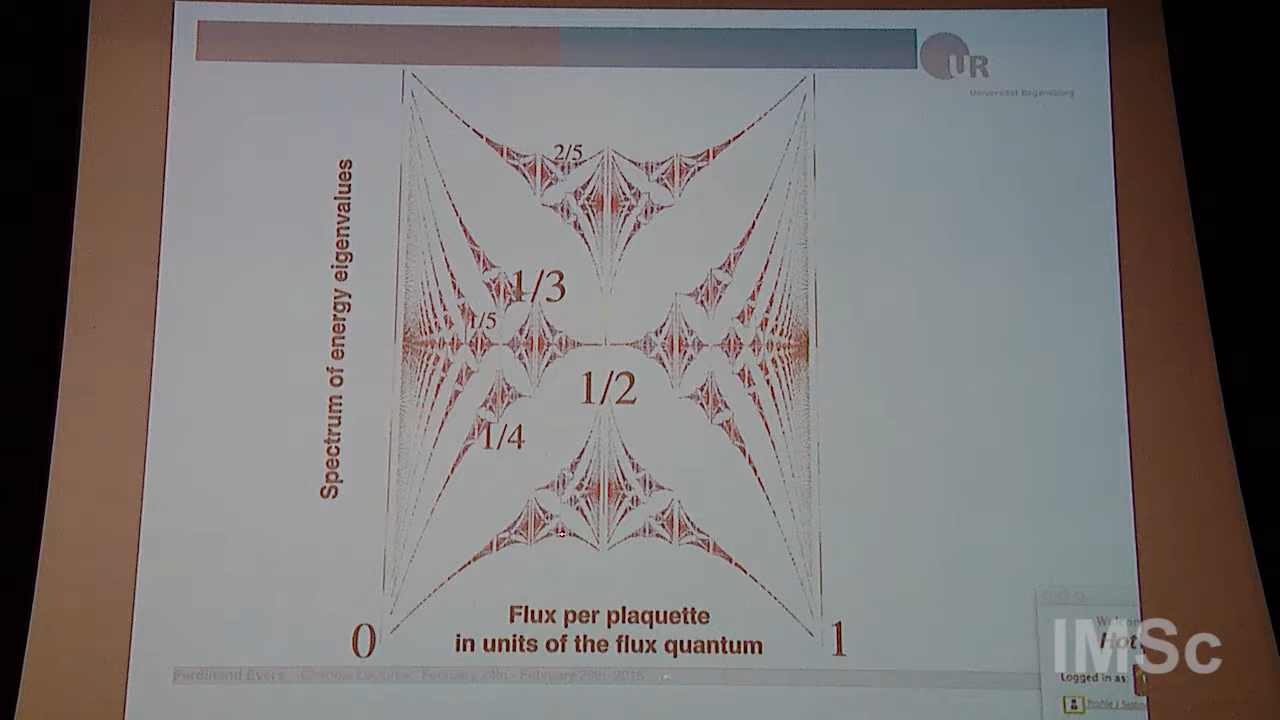 UR
Universität Regensburg
Spectrum of energy eigenvalues
2/5
1/3
1/5
1/2
1/4
0
Flux per plaquette
in units of the flux quantum
1
Ferdinand Evers
Chennai Lectures, February 24th - February 29th, 2016
IMSc
Logged in as